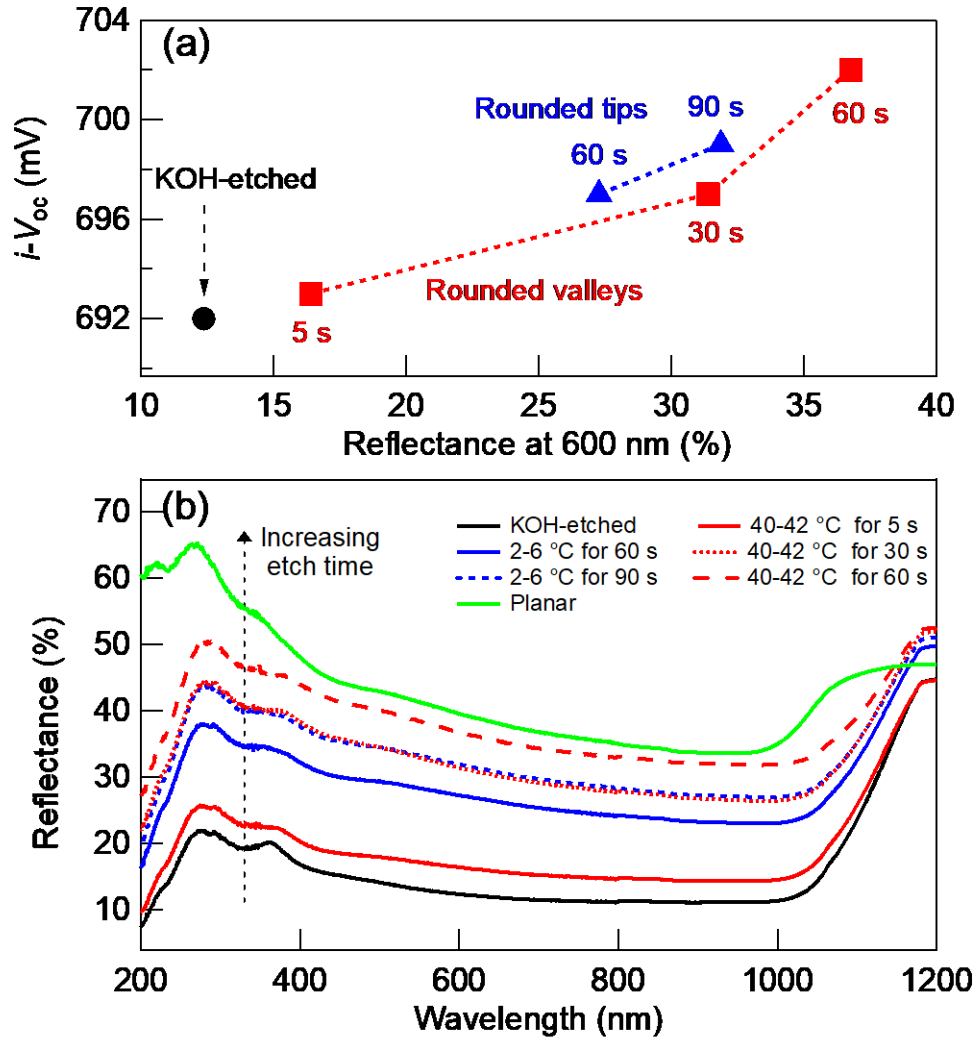 (a)
704
700
696
692
i-Voc (mV)
KOH-etched
Rounded tips
60 s
90 s
60 s
30 s
Rounded valleys
5 s
10 15 20 25 30 35 40
Reflectance at 600 nm (%)
(b)
70
60
50
40
30
20
10
Reflectance (%)
Increasing
etch time
KOH-etched
2-6 °C for 60 s
2-6 °C for 90 s
Planar
40-42 °C for 5 s
40-42 °C for 30 s
40-42 °C for 60 s
200 400 600 800 1000 1200
Wavelength (nm)